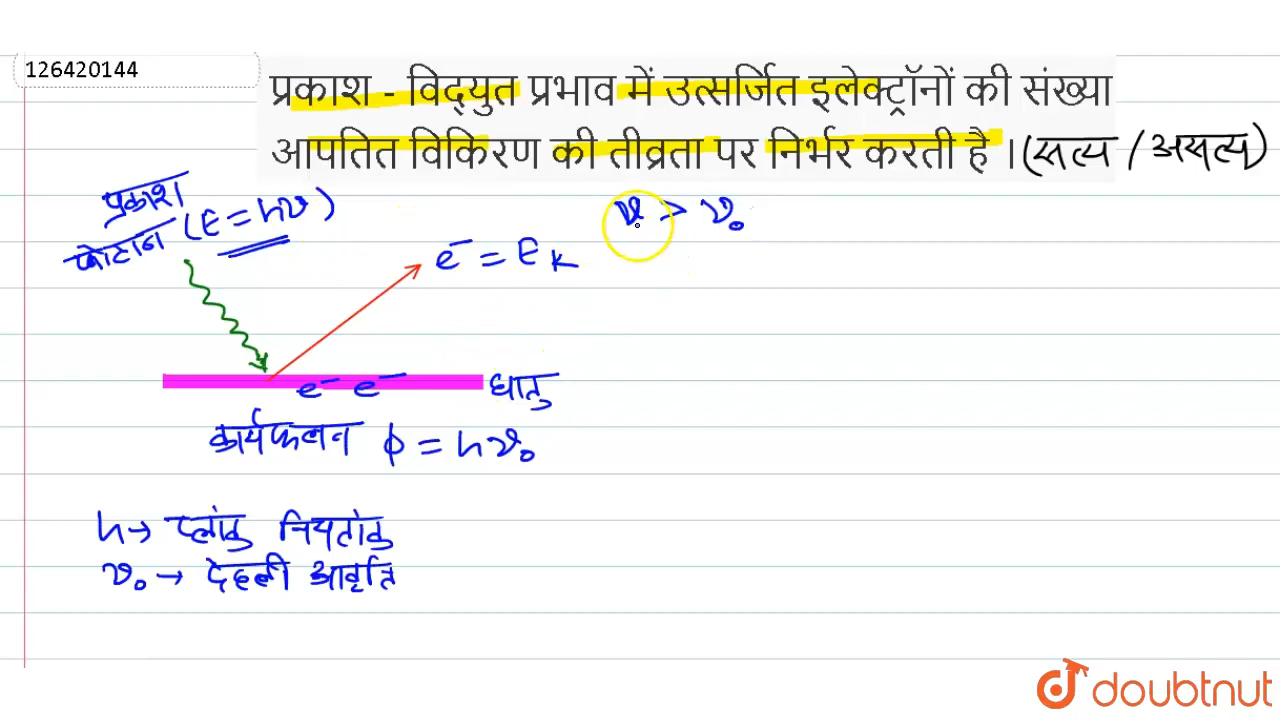 126420144
प्रकाश - विद्युत प्रभाव में उत्सर्जित इलेक्ट्रॉनों की संख्या
आपतित विकिरण की तीव्रता पर निर्भर करती है । (सत्य / असत्य)
प्रकाश
फोटान (E = hν)
ν > ν₀
e⁻ = E_K
e⁻ e⁻ धातु
कार्यफलन ϕ = hν₀
h → प्लांक नियतांक
ν₀ → देहली आवृत्ति
doubtnut